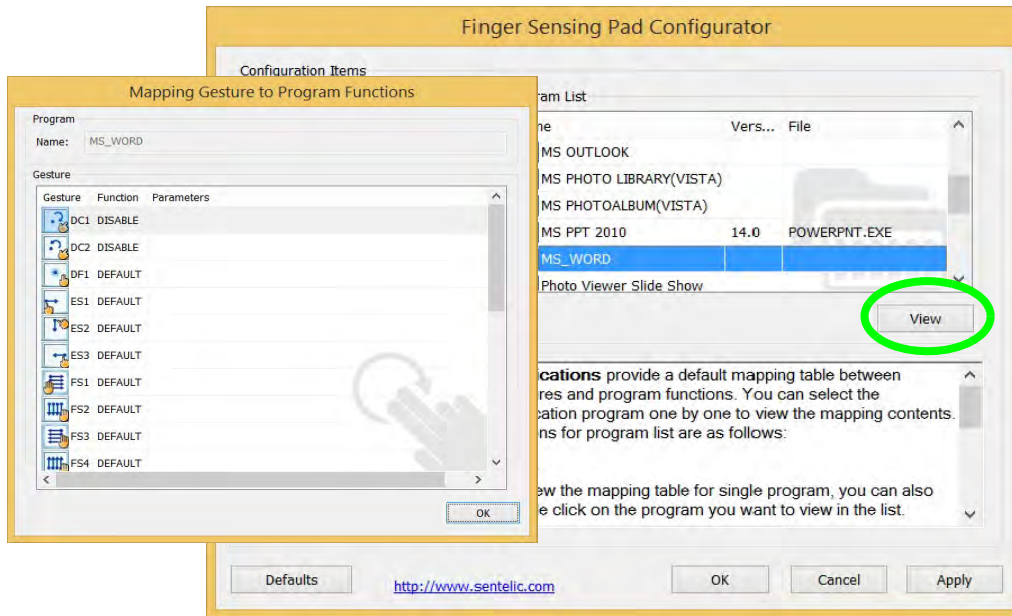 Finger Sensing Pad Configurator
Configuration Items
Mapping Gesture to Program Functions
Program
Name: MS_WORD
Gesture
Gesture Function Parameters
DC1 DISABLE
DC2 DISABLE
DF1 DEFAULT
ES1 DEFAULT
ES2 DEFAULT
ES3 DEFAULT
FS1 DEFAULT
FS2 DEFAULT
FS3 DEFAULT
FS4 DEFAULT
OK
ram List
ne Vers... File
MS OUTLOOK
MS PHOTO LIBRARY(VISTA)
MS PHOTOALBUM(VISTA)
MS PPT 2010 14.0 POWERPNT.EXE
MS_WORD
Photo Viewer Slide Show
View
cations provide a default mapping table between
res and program functions. You can select the
cation program one by one to view the mapping contents.
ns for program list are as follows:
ew the mapping table for single program, you can also
e click on the program you want to view in the list.
Defaults http://www.sentelic.com OK Cancel Apply